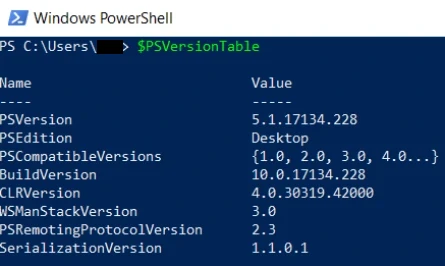 Windows PowerShell
PS C:\Users\ > $PSVersionTable
Name Value
---- -----
PSVersion 5.1.17134.228
PSEdition Desktop
PSCompatibleVersions {1.0, 2.0, 3.0, 4.0...}
BuildVersion 10.0.17134.228
CLRVersion 4.0.30319.42000
WSManStackVersion 3.0
PSRemotingProtocolVersion 2.3
SerializationVersion 1.1.0.1